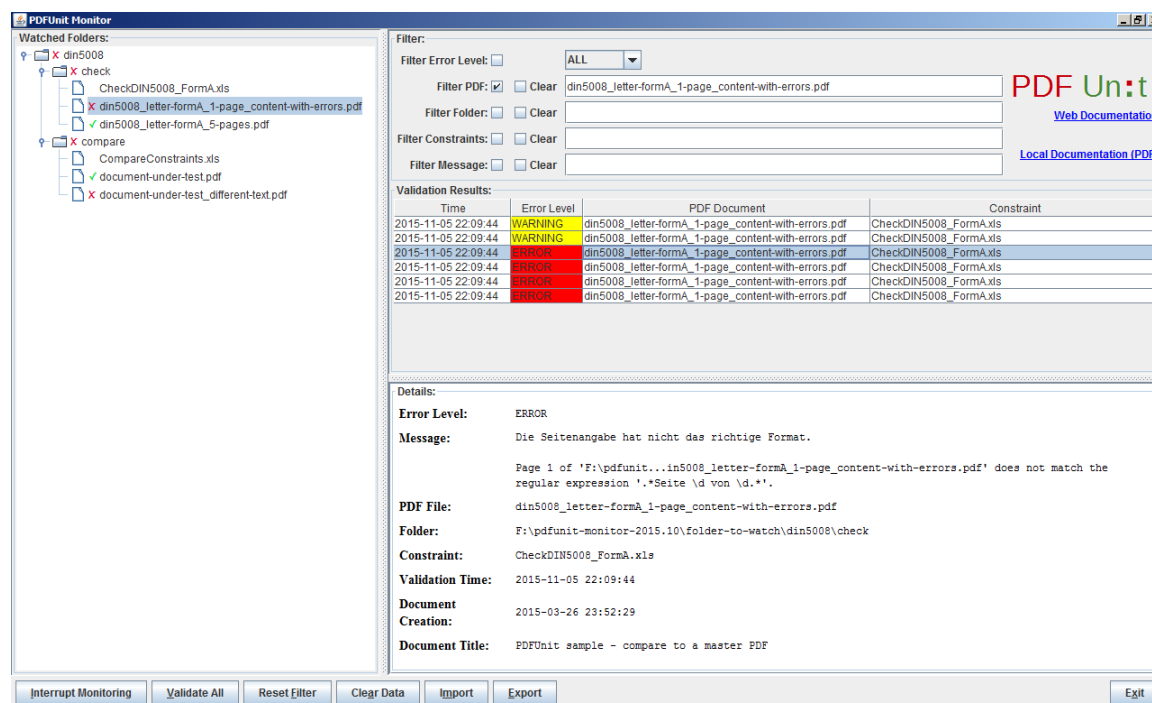 PDFUnit Monitor
Watched Folders:
din5008
check
CheckDIN5008_FormA.xls
din5008_letter-formA_1-page_content-with-errors.pdf
din5008_letter-formA_5-pages.pdf
compare
CompareConstraints.xls
document-under-test.pdf
document-under-test_different-text.pdf
Filter:
Filter Error Level: ALL
Filter PDF: Clear din5008_letter-formA_1-page_content-with-errors.pdf
Filter Folder: Clear
Filter Constraints: Clear
Filter Message: Clear
PDF Un:t
Web Documentatio
Local Documentation (PDF
Validation Results:
Time Error Level PDF Document Constraint
2015-11-05 22:09:44 WARNING din5008_letter-formA_1-page_content-with-errors.pdf CheckDIN5008_FormA.xls
2015-11-05 22:09:44 WARNING din5008_letter-formA_1-page_content-with-errors.pdf CheckDIN5008_FormA.xls
2015-11-05 22:09:44 ERROR din5008_letter-formA_1-page_content-with-errors.pdf CheckDIN5008_FormA.xls
2015-11-05 22:09:44 ERROR din5008_letter-formA_1-page_content-with-errors.pdf CheckDIN5008_FormA.xls
2015-11-05 22:09:44 ERROR din5008_letter-formA_1-page_content-with-errors.pdf CheckDIN5008_FormA.xls
2015-11-05 22:09:44 ERROR din5008_letter-formA_1-page_content-with-errors.pdf CheckDIN5008_FormA.xls
Details:
Error Level: ERROR
Message: Die Seitenangabe hat nicht das richtige Format.
Page 1 of 'F:\pdfunit...in5008_letter-formA_1-page_content-with-errors.pdf' does not match the
regular expression '.*Seite \d von \d.*'.
PDF File: din5008_letter-formA_1-page_content-with-errors.pdf
Folder: F:\pdfunit-monitor-2015.10\folder-to-watch\din5008\check
Constraint: CheckDIN5008_FormA.xls
Validation Time: 2015-11-05 22:09:44
Document
Creation: 2015-03-26 23:52:29
Document Title: PDFUnit sample - compare to a master PDF
Interrupt Monitoring Validate All Reset Filter Clear Data Import Export Exit